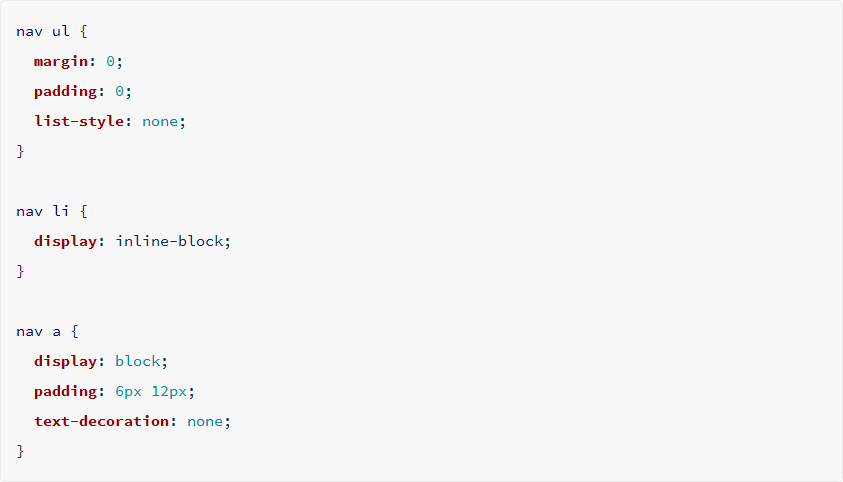 nav ul {
  margin: 0;
  padding: 0;
  list-style: none;
}

nav li {
  display: inline-block;
}

nav a {
  display: block;
  padding: 6px 12px;
  text-decoration: none;
}